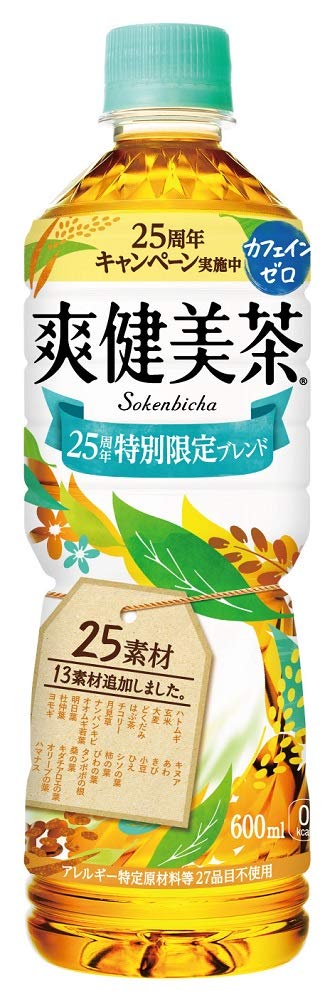 25周年
キャンペーン実施中
カフェイン
ゼロ
爽健美茶®
Sokenbicha
25周年特別限定ブレンド
25素材
13素材追加しました。
ハトムギ
玄米
大麦
どくだみ
はぶ茶
チコリー
月見草
ナンバンキビ
オオムギ若葉
明日葉
杜仲葉
ヨモギ
キヌア
あわ
きび
小豆
ひえ
シソの葉
柿の葉
びわの葉
タンポポの根
桑の葉
キダチアロエの葉
オリーブの葉
ハマナス
600ml
0
kcal
アレルギー特定原材料等27品目不使用